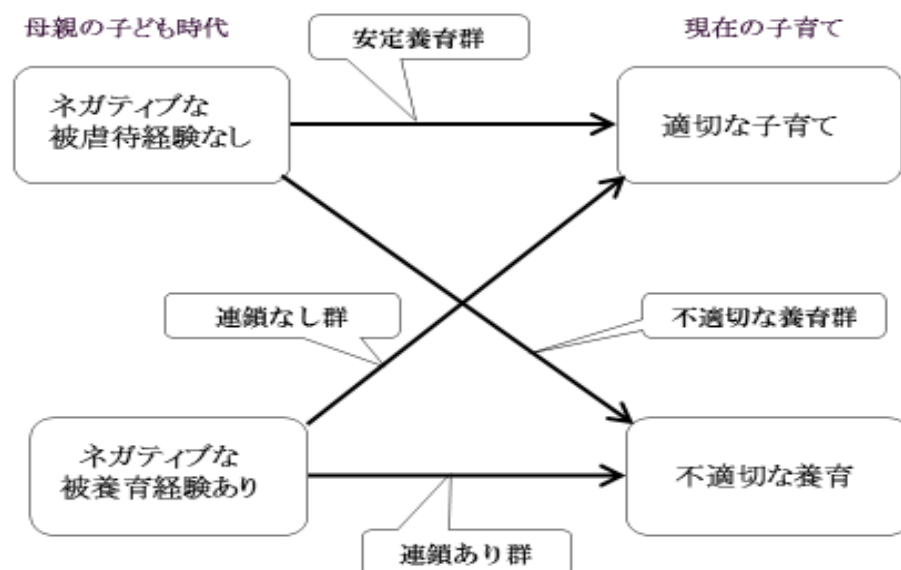 母親の子ども時代
現在の子育て
安定養育群
ネガティブな
被虐待経験なし
適切な子育て
連鎖なし群
不適切な養育群
ネガティブな
被養育経験あり
不適切な養育
連鎖あり群